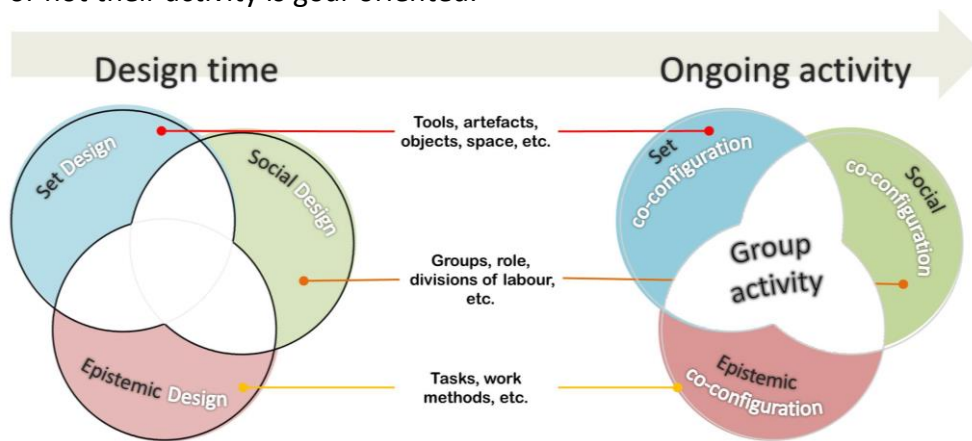 or not their activity is goal oriented.
Design time
Ongoing activity
Set Design
Social Design
Epistemic Design
Tools, artefacts,
objects, space, etc.
Groups, role,
divisions of labour,
etc.
Tasks, work
methods, etc.
Set
co-configuration
Social
co-configuration
Group
activity
Epistemic
co-configuration